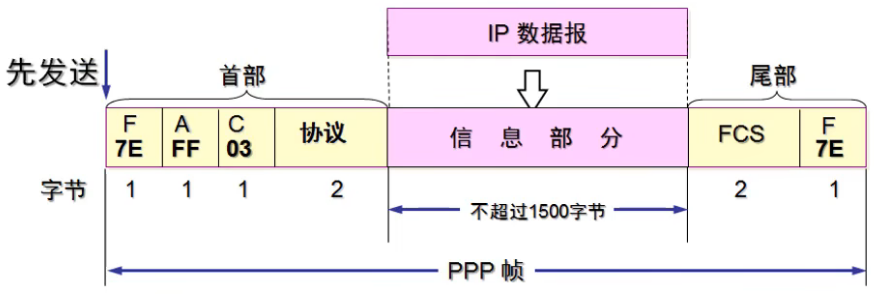 IP 数据报
先发送
首部
尾部
F A C 协议 信 息 部 分 FCS F
7E FF 03 7E
字节 1 1 1 2 不超过1500字节 2 1
PPP 帧